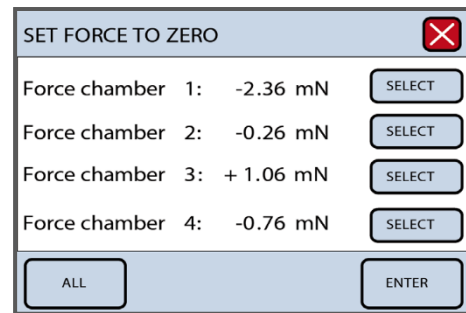 SET FORCE TO ZERO
Force chamber 1: -2.36 mN SELECT
Force chamber 2: -0.26 mN SELECT
Force chamber 3: + 1.06 mN SELECT
Force chamber 4: -0.76 mN SELECT
ALL ENTER